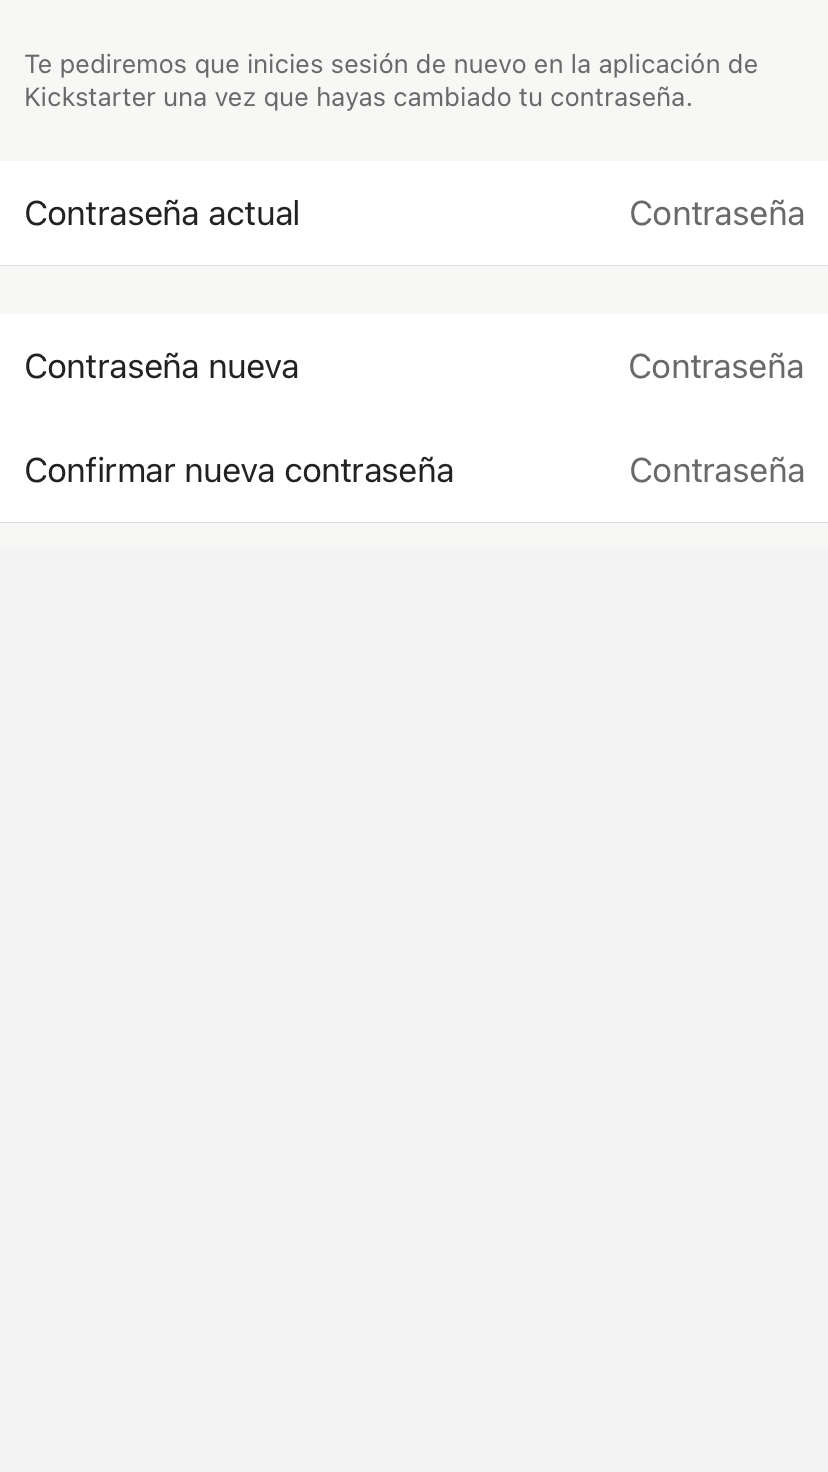 Te pediremos que inicies sesión de nuevo en la aplicación de
Kickstarter una vez que hayas cambiado tu contraseña.
Contraseña actual Contraseña
Contraseña nueva Contraseña
Confirmar nueva contraseña Contraseña